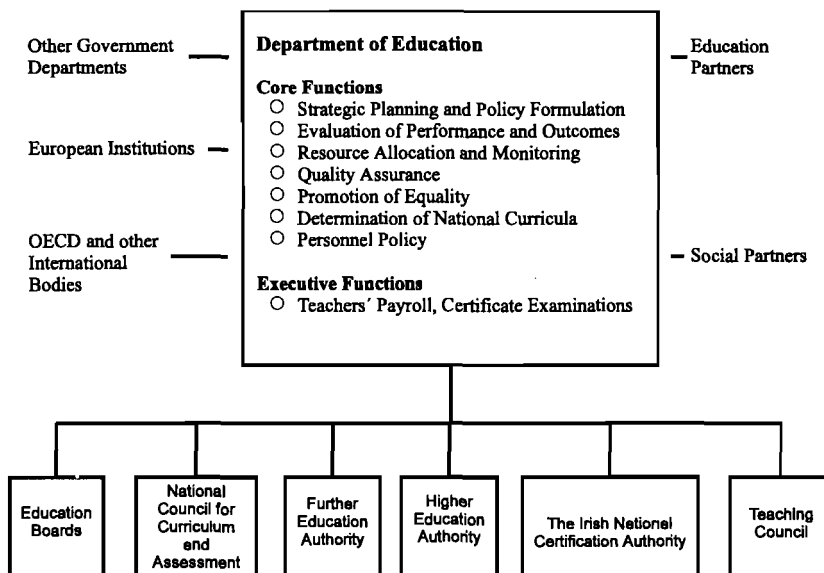 Other Government
Departments
European Institutions
OECD and other
International
Bodies
Department of Education
Core Functions
○ Strategic Planning and Policy Formulation
○ Evaluation of Performance and Outcomes
○ Resource Allocation and Monitoring
○ Quality Assurance
○ Promotion of Equality
○ Determination of National Curricula
○ Personnel Policy
Executive Functions
○ Teachers´ Payroll, Certificate Examinations
Education
Partners
Social Partners
Education
Boards
National
Council for
Curriculum
and
Assessment
Further
Education
Authority
Higher
Education
Authority
The Irish National
Certification Authority
Teaching
Council